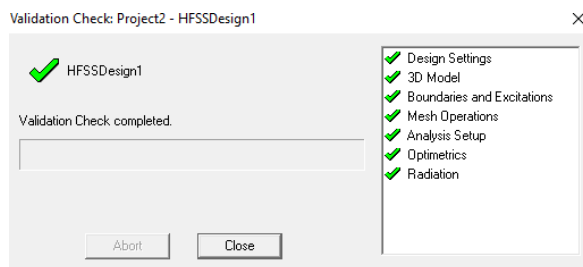 Validation Check: Project2 - HFSSDesign1
HFSSDesign1
Validation Check completed.
Abort
Close
Design Settings
3D Model
Boundaries and Excitations
Mesh Operations
Analysis Setup
Optimetrics
Radiation